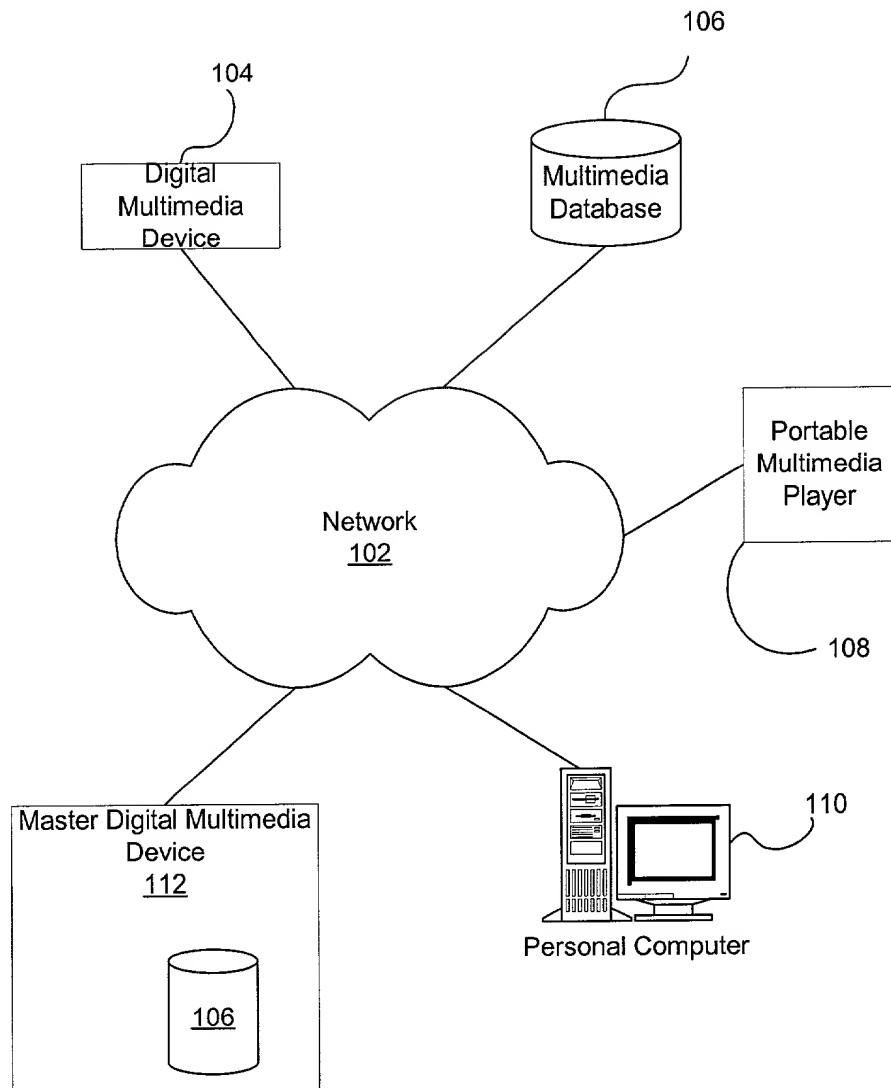 106
104
Digital
Multimedia
Device
Multimedia
Database
Portable
Multimedia
Player
Network
102
108
110
Master Digital Multimedia
Device
112
106
Personal Computer